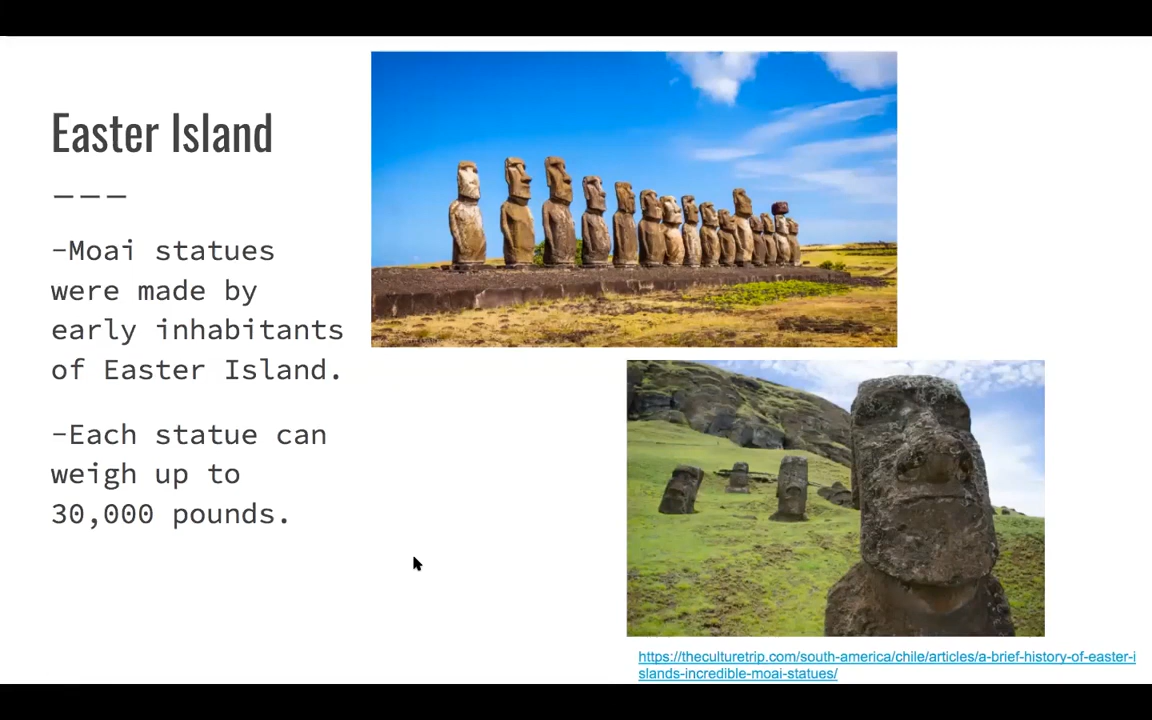 Easter Island
———
-Moai statues
were made by
early inhabitants
of Easter Island.
-Each statue can
weigh up to
30,000 pounds.
https://theculturetrip.com/south-america/chile/articles/a-brief-history-of-easter-i
slands-incredible-moai-statues/